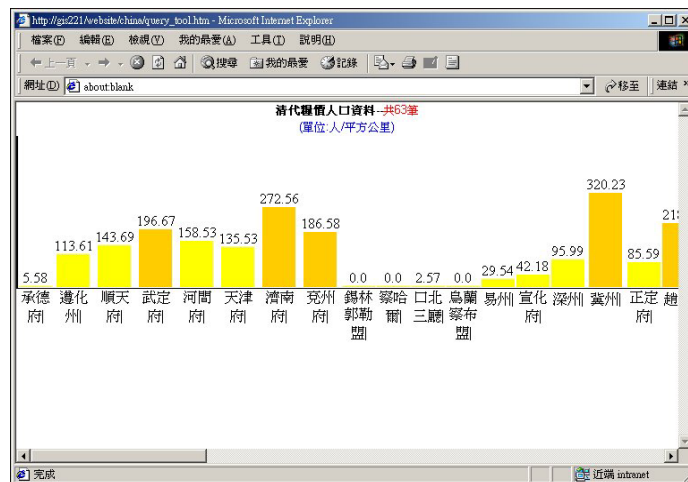 http://gis221/website/china/query_tool.htm - Microsoft Internet Explorer
檔案(F) 編輯(E) 檢視(V) 我的最愛(A) 工具(T) 說明(H)
上一頁 搜尋 我的最愛 記錄
網址(D) about:blank 移至 連結 »
清代糧價人口資料--共63筆
(單位:人/平方公里)
5.58 113.61 143.69 196.67 158.53 135.53 272.56 186.58 0.0 0.0 2.57 0.0 29.54 42.18 95.99 320.23 85.59
承德府| 遵化州| 順天府| 武定府| 河間府| 天津府| 濟南府| 兗州府| 錫林郭勒盟| 察哈爾| 口北三廳| 烏蘭察布盟| 易州| 宣化府| 深州| 冀州| 正定府| 趙
完成 近端 intranet